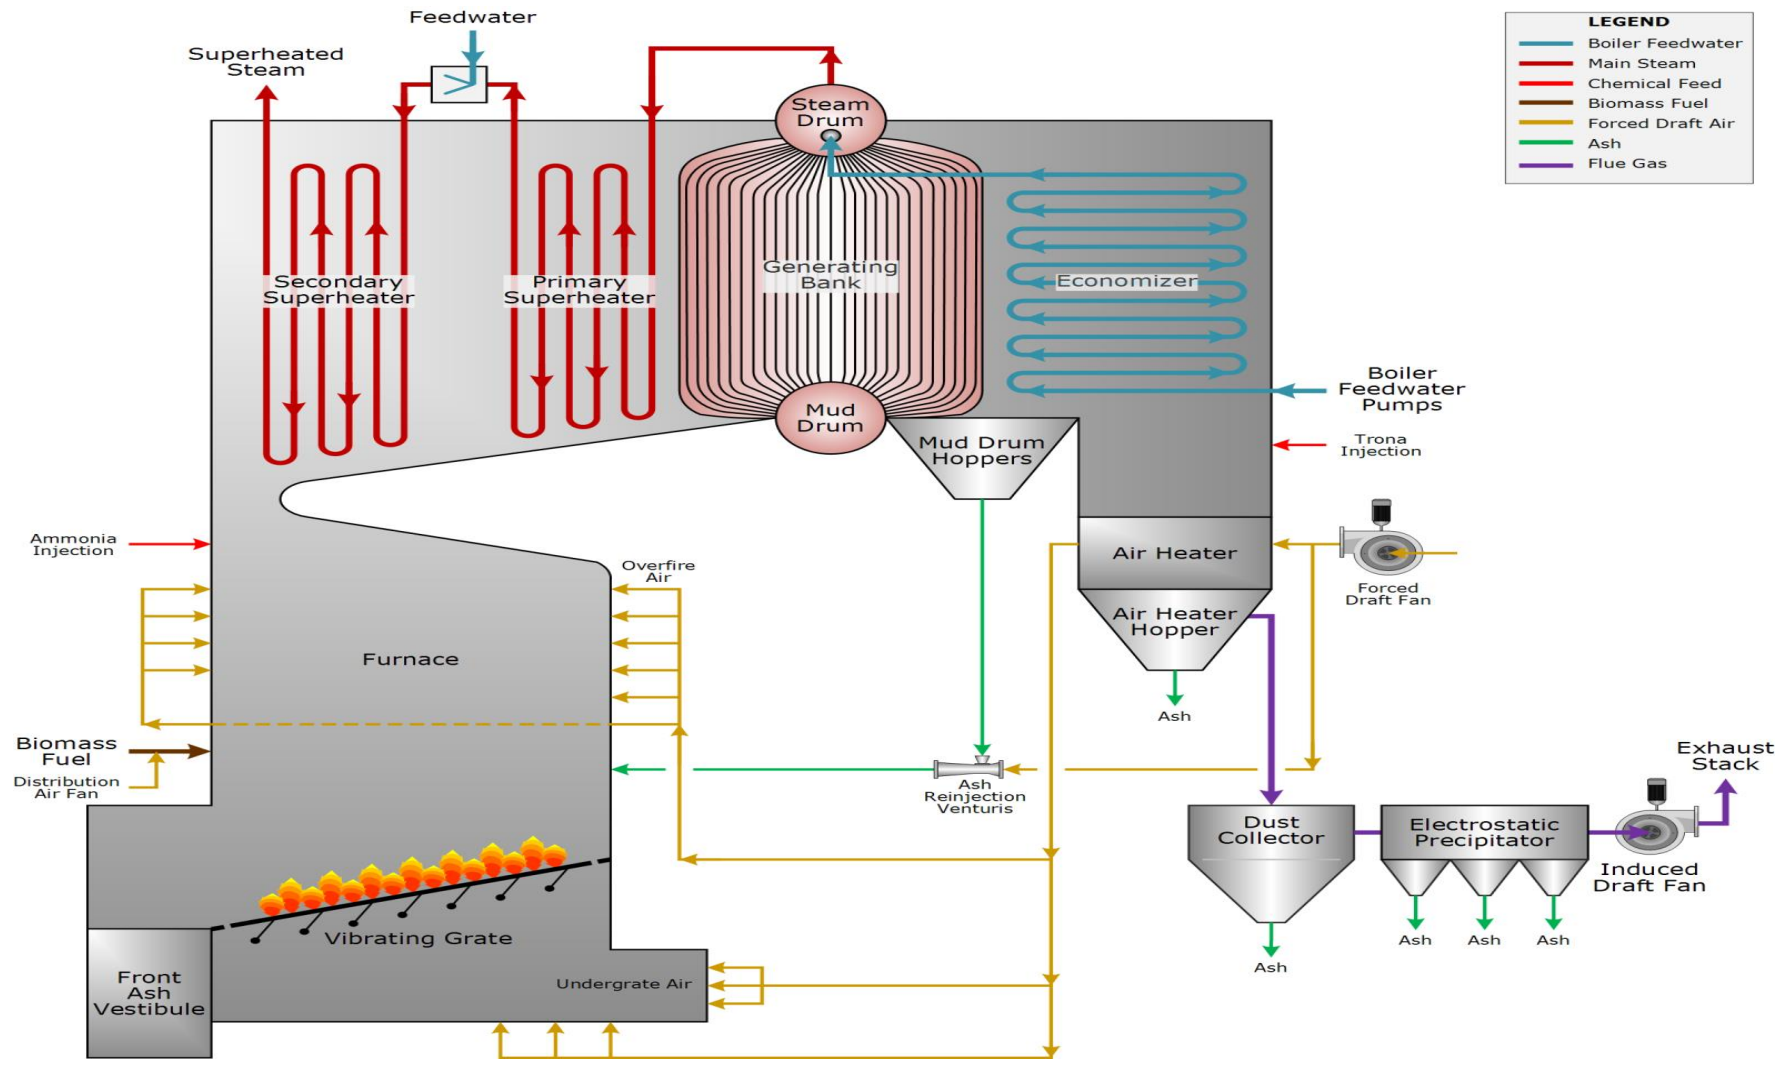 Feedwater
Superheated
Steam
LEGEND
Boiler Feedwater
Main Steam
Chemical Feed
Biomass Fuel
Forced Draft Air
Ash
Flue Gas
Steam
Drum
Secondary
Superheater
Primary
Superheater
Generating
Bank
Economizer
Boiler
Feedwater
Pumps
Mud
Drum
Mud Drum
Hoppers
Trona
Injection
Ammonia
Injection
Overfire
Air
Air Heater
Forced
Draft Fan
Air Heater
Hopper
Furnace
Ash
Biomass
Fuel
Distribution
Air Fan
Ash
Reinjection
Venturis
Exhaust
Stack
Dust
Collector
Electrostatic
Precipitator
Induced
Draft Fan
Vibrating Grate
Ash
Ash
Ash
Ash
Front
Ash
Vestibule
Undergrate Air